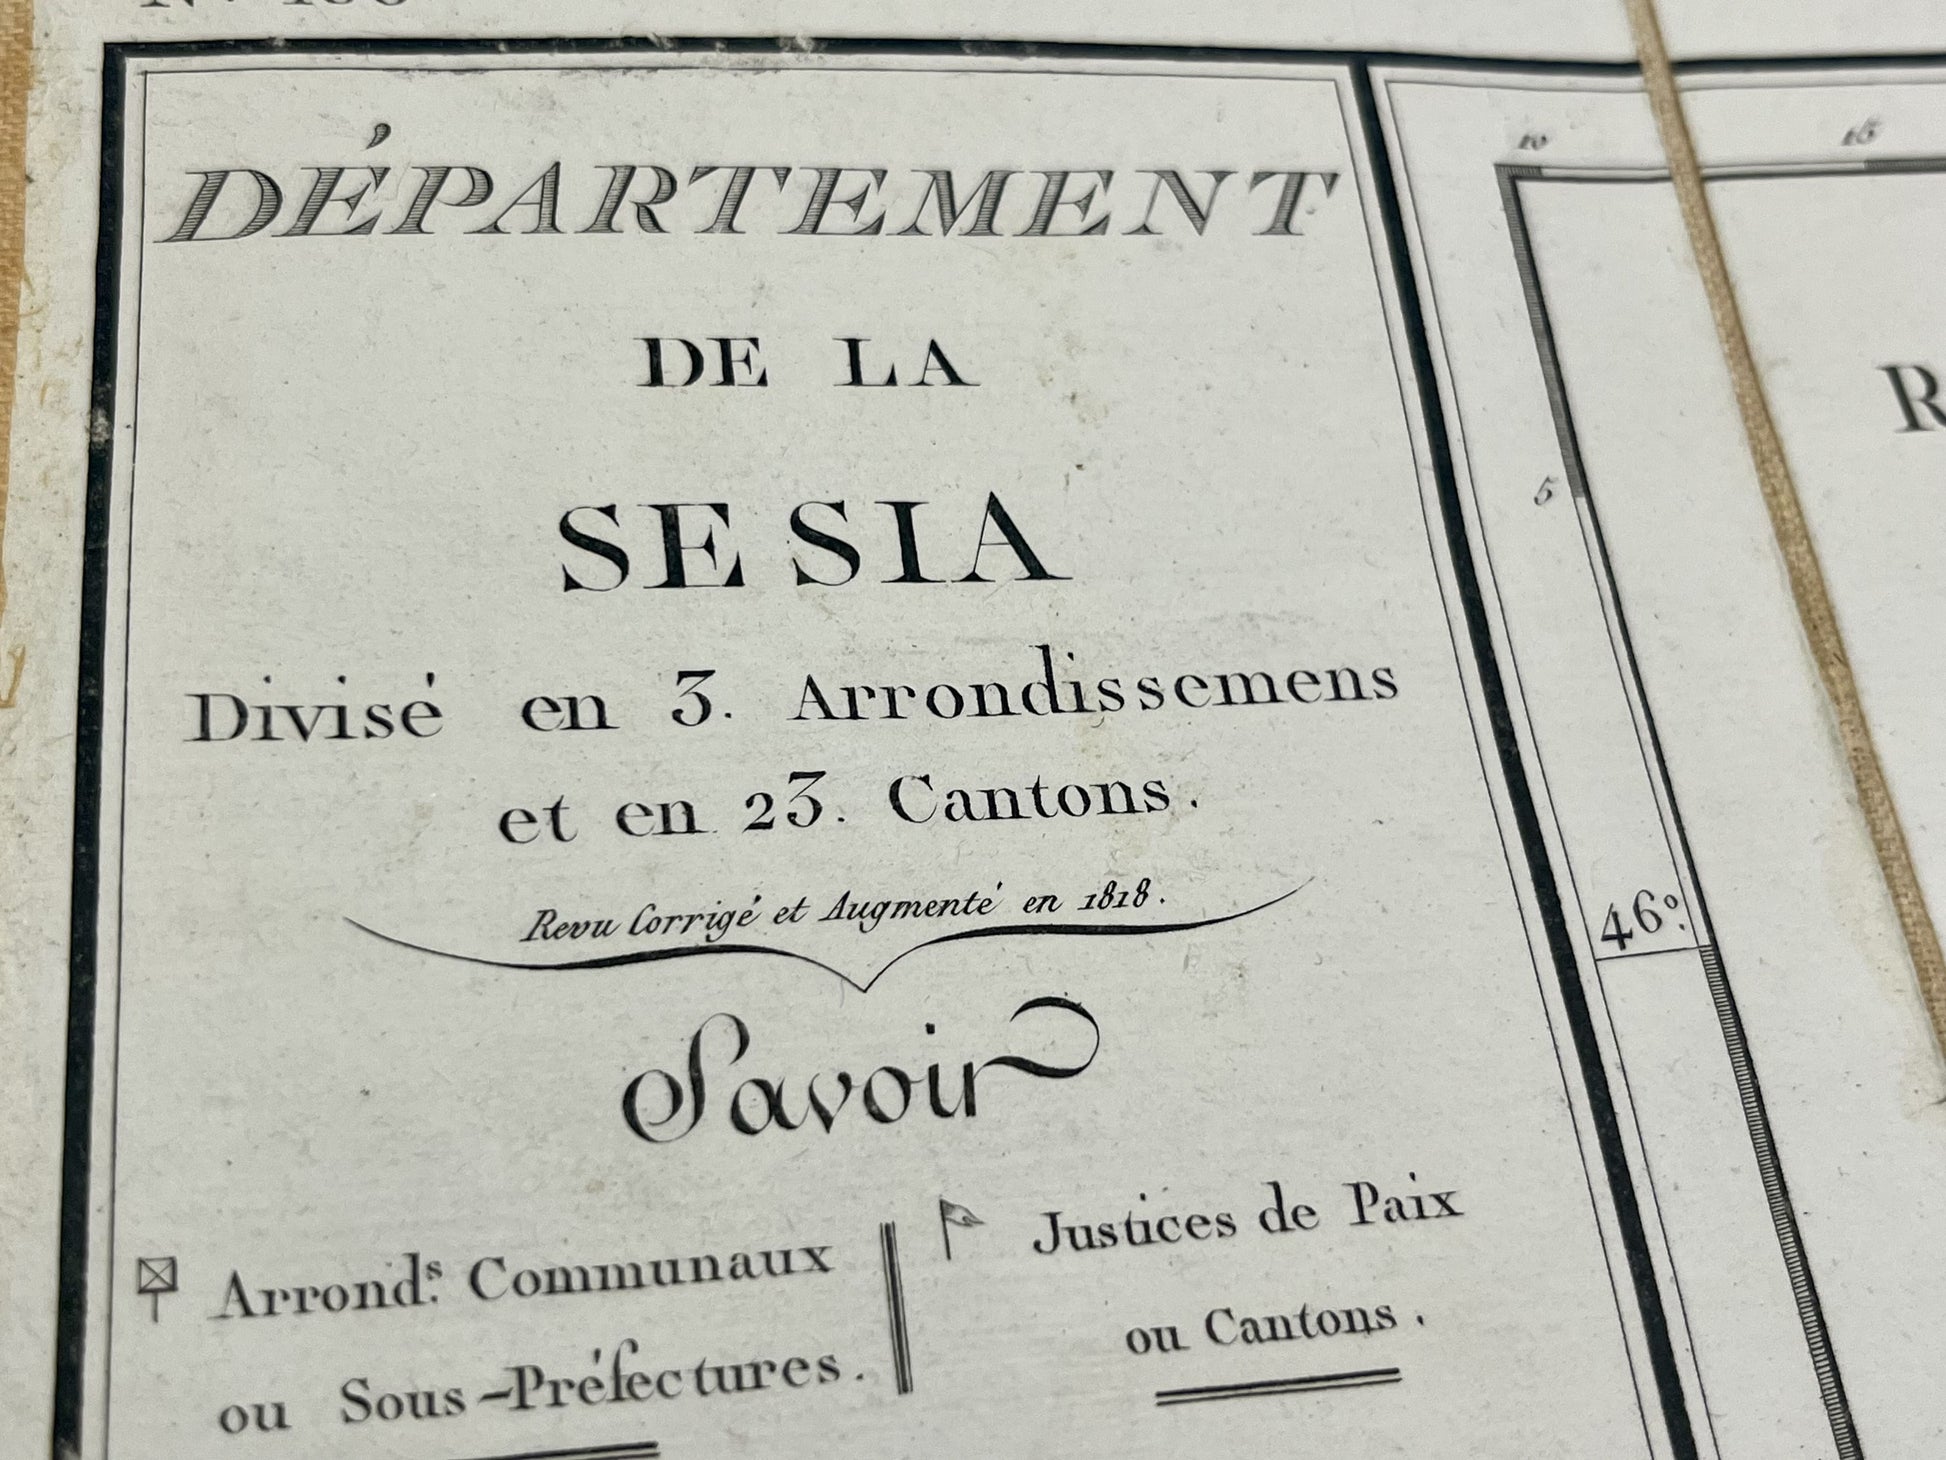 DÉPARTEMENT
DE LA
SESIA
Divisé en 3. Arrondissemens
et en 23. Cantons.
Revu Corrigé et Augmenté en 1818.
Savoir
Arrond.s Communaux
ou Sous-Préfectures.
Justices de Paix
ou Cantons.
10 15
5
R
46°.